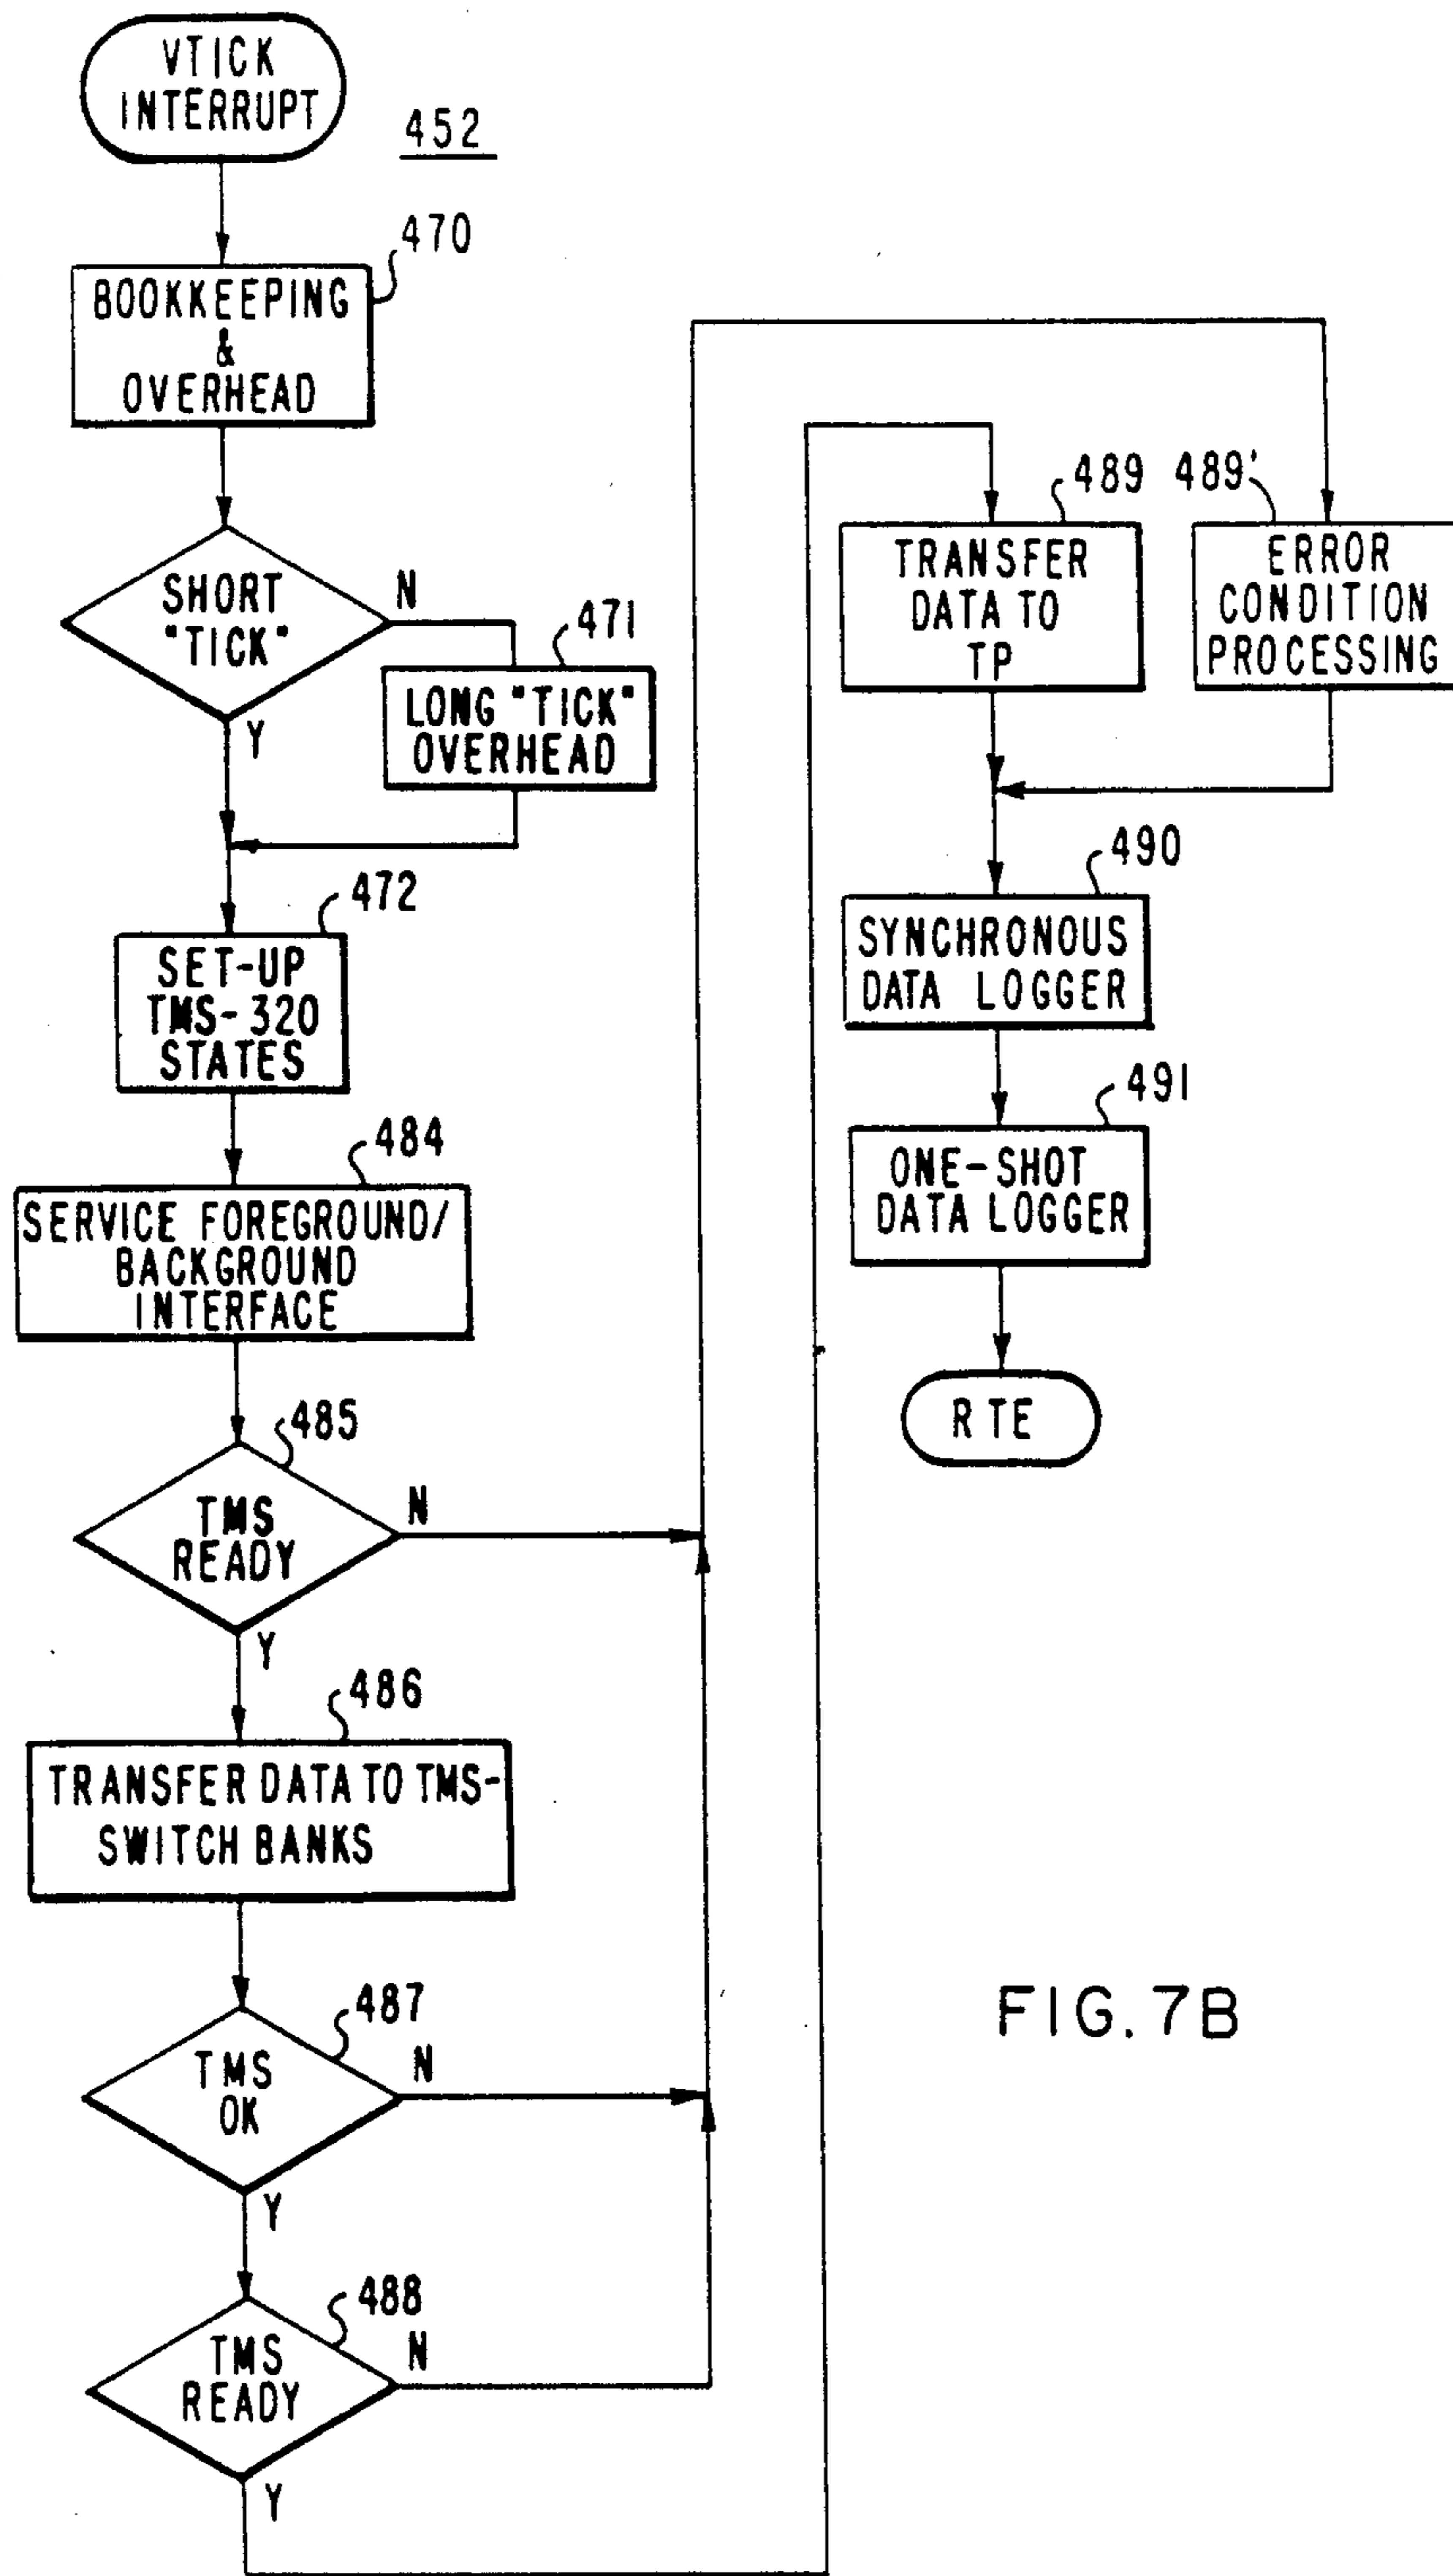 VTICK
INTERRUPT
452
470
BOOKKEEPING
&
OVERHEAD
SHORT
"TICK"
N
Y
471
LONG "TICK"
OVERHEAD
472
SET-UP
TMS-320
STATES
484
SERVICE FOREGROUND/
BACKGROUND
INTERFACE
485
TMS
READY
N
Y
486
TRANSFER DATA TO TMS-
SWITCH BANKS
487
TMS
OK
N
Y
488
TMS
READY
N
Y
489
TRANSFER
DATA TO
TP
489'
ERROR
CONDITION
PROCESSING
490
SYNCHRONOUS
DATA LOGGER
491
ONE-SHOT
DATA LOGGER
RTE
FIG. 7B